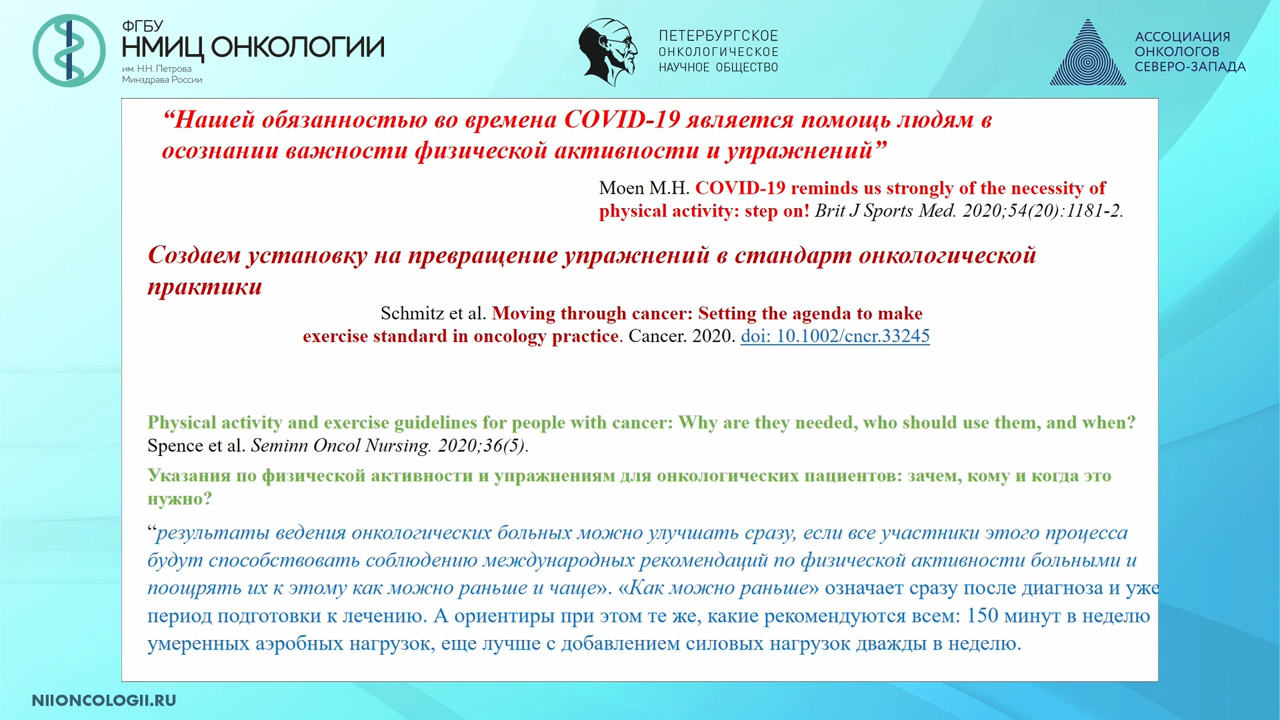 ФГБУ
НМИЦ ОНКОЛОГИИ
им. Н.Н. Петрова
Минздрава России
ПЕТЕРБУРГСКОЕ
ОНКОЛОГИЧЕСКОЕ
НАУЧНОЕ ОБЩЕСТВО
АССОЦИАЦИЯ
ОНКОЛОГОВ
СЕВЕРО-ЗАПАДА
“Нашей обязанностью во времена COVID-19 является помощь людям в
осознании важности физической активности и упражнений”
Moen M.H. COVID-19 reminds us strongly of the necessity of
physical activity: step on! Brit J Sports Med. 2020;54(20):1181-2.
Создаем установку на превращение упражнений в стандарт онкологической
практики
Schmitz et al. Moving through cancer: Setting the agenda to make
exercise standard in oncology practice. Cancer. 2020. doi: 10.1002/cncr.33245
Physical activity and exercise guidelines for people with cancer: Why are they needed, who should use them, and when?
Spence et al. Seminn Oncol Nursing. 2020;36(5).
Указания по физической активности и упражнениям для онкологических пациентов: зачем, кому и когда это
нужно?
“результаты ведения онкологических больных можно улучшать сразу, если все участники этого процесса
будут способствовать соблюдению международных рекомендаций по физической активности больными и
поощрять их к этому как можно раньше и чаще». «Как можно раньше» означает сразу после диагноза и уже
период подготовки к лечению. А ориентиры при этом те же, какие рекомендуются всем: 150 минут в неделю
умеренных аэробных нагрузок, еще лучше с добавлением силовых нагрузок дважды в неделю.
NIIONCOLOGII.RU